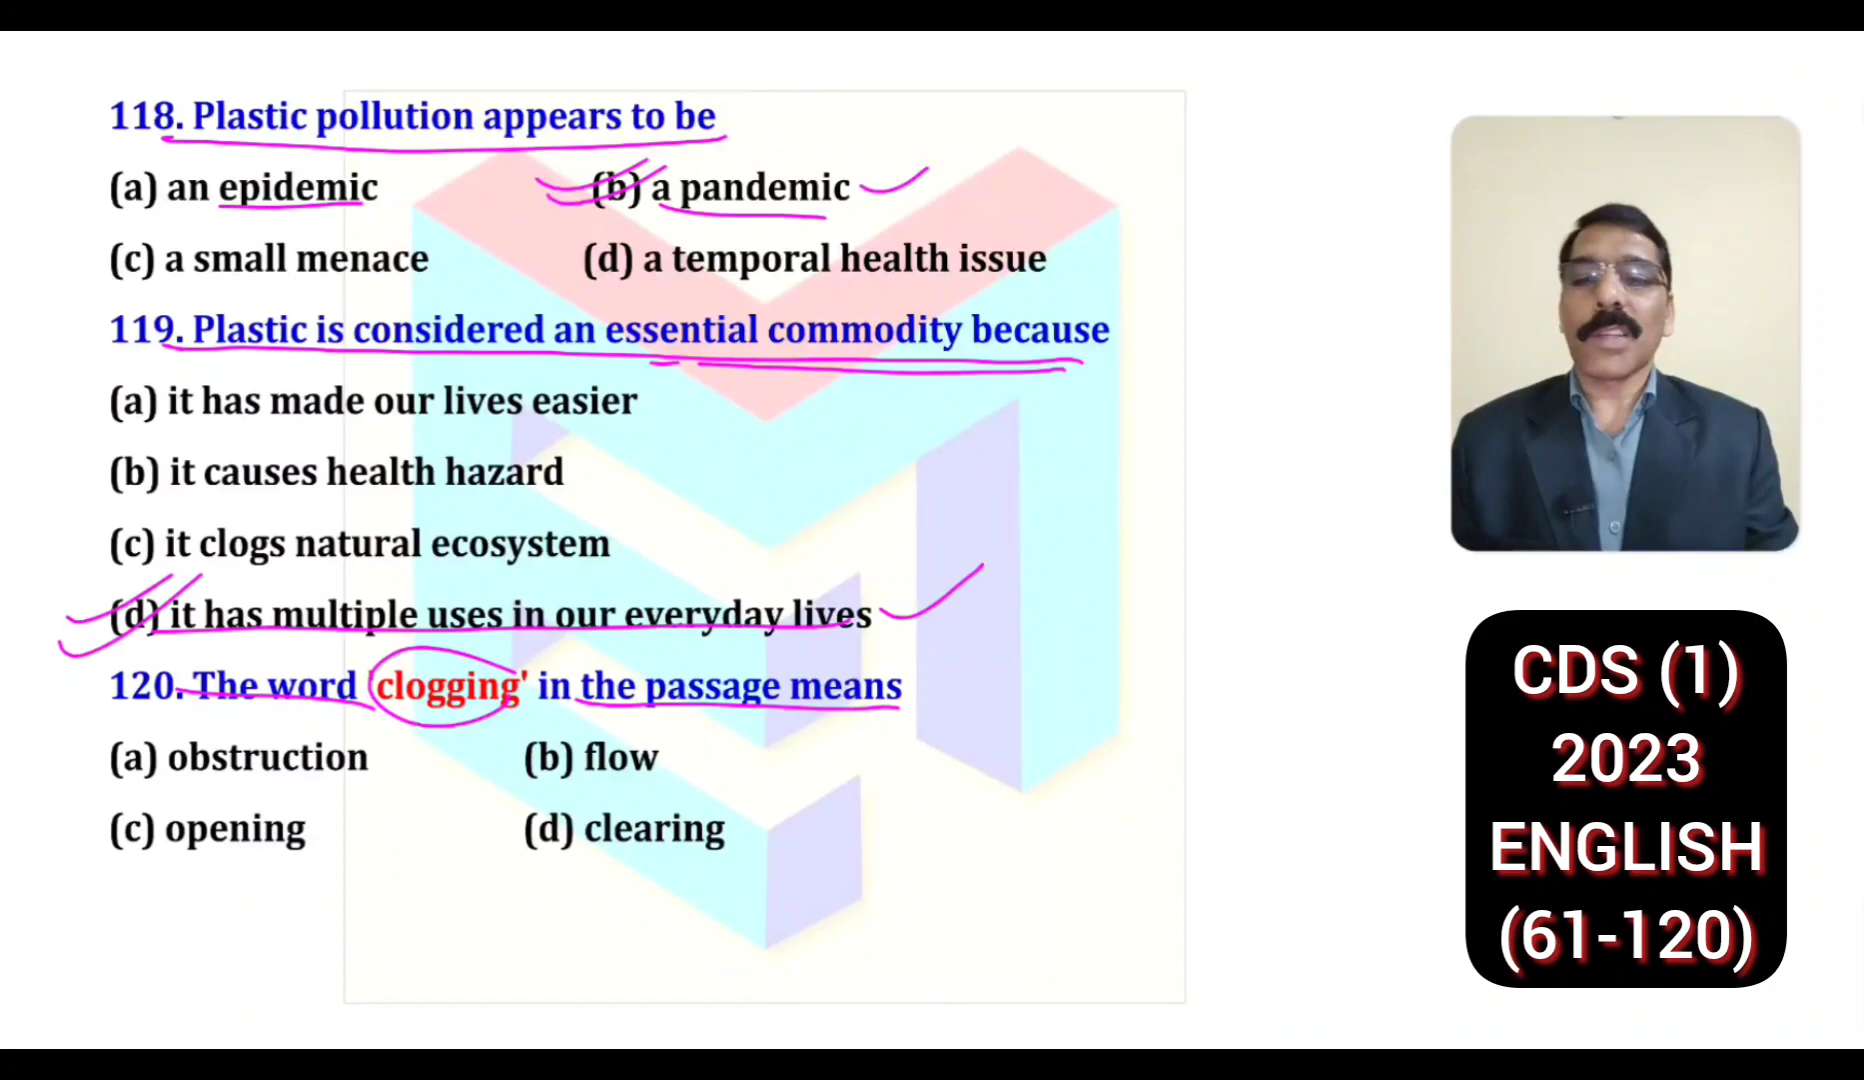 118. Plastic pollution appears to be
(a) an epidemic (b) a pandemic
(c) a small menace (d) a temporal health issue
119. Plastic is considered an essential commodity because
(a) it has made our lives easier
(b) it causes health hazard
(c) it clogs natural ecosystem
(d) it has multiple uses in our everyday lives
120. The word 'clogging' in the passage means
(a) obstruction (b) flow
(c) opening (d) clearing
CDS (1)
2023
ENGLISH
(61-120)